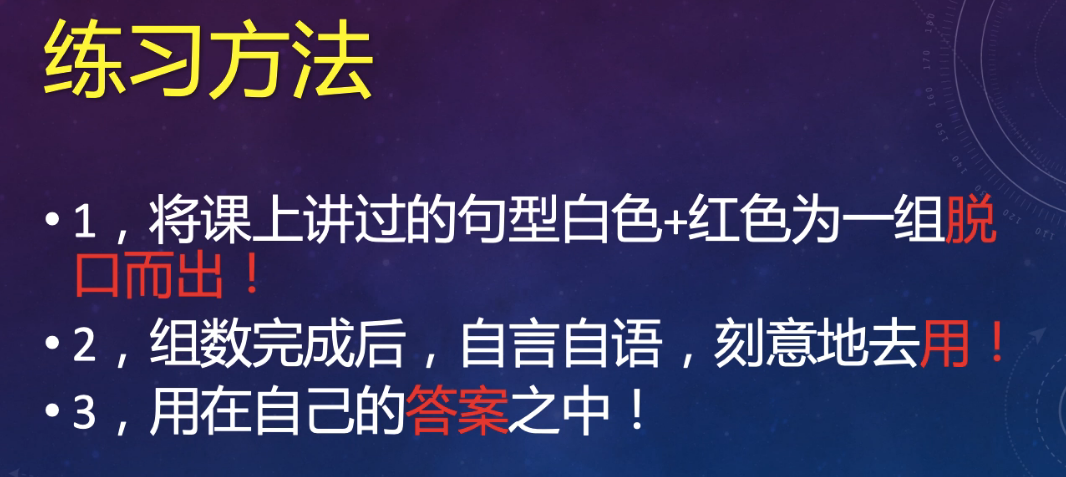 练习方法
• 1，将课上讲过的句型白色+红色为一组脱
口而出！
• 2，组数完成后，自言自语，刻意地去用！
• 3，用在自己的答案之中！